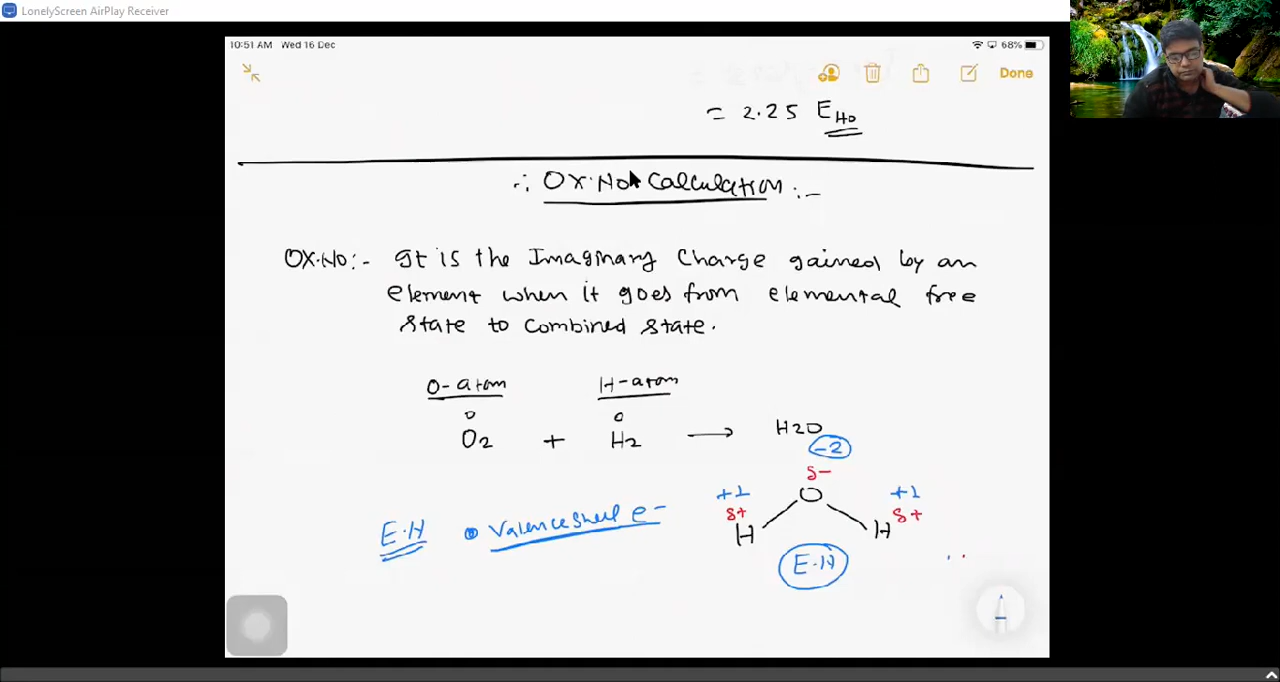 LonelyScreen AirPlay Receiver
10:51 AM Wed 16 Dec
68%
Done
= 2.25 E_H0
∴ OX.No Calculation :-
OX.No:- It is the Imaginary Charge gained by an
element when it goes from elemental free
state to Combined state.
O-atom H-atom
0 0
O2 + H2 → H2O
-2
δ-
+1 O +1
δ+ δ+
H H
E.N Valence shell e-
E.N